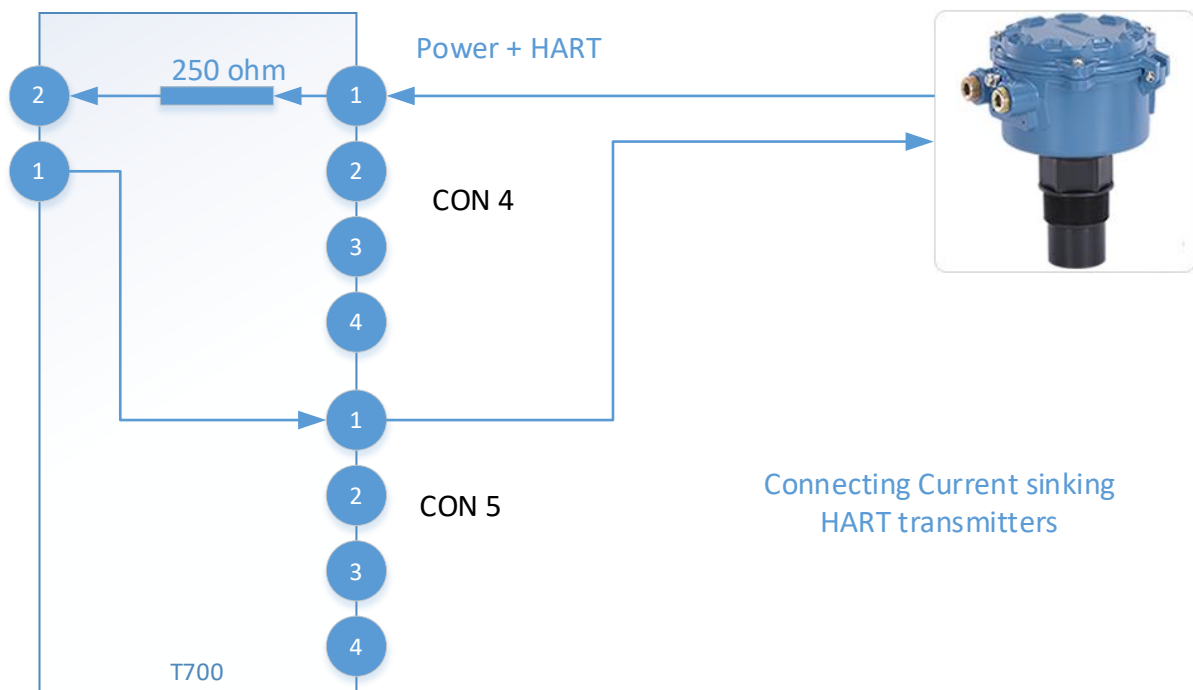 Power + HART
250 ohm
2
1
1
2
CON 4
3
4
1
2
CON 5
3
4
Connecting Current sinking
HART transmitters
T700